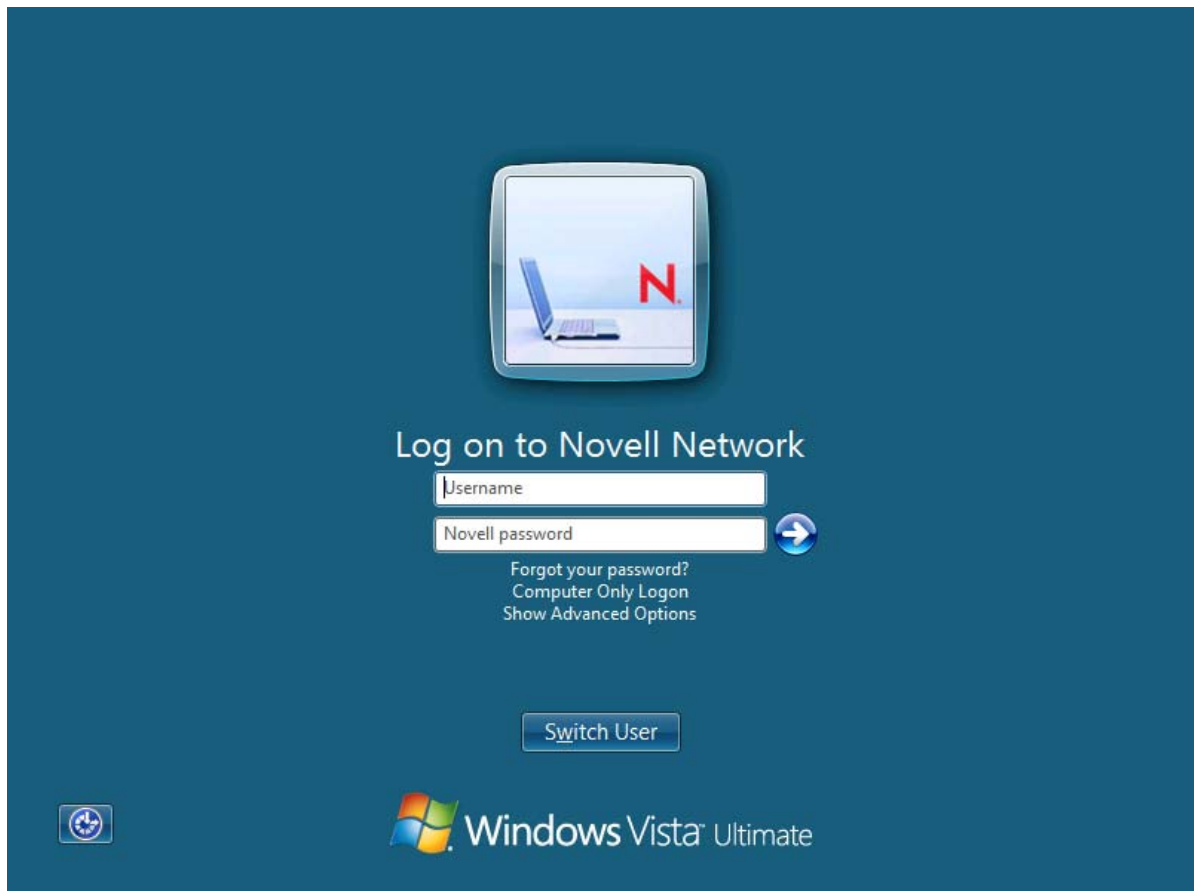 N
Log on to Novell Network
Username
Novell password
Forgot your password?
Computer Only Logon
Show Advanced Options
Switch User
Windows Vista Ultimate